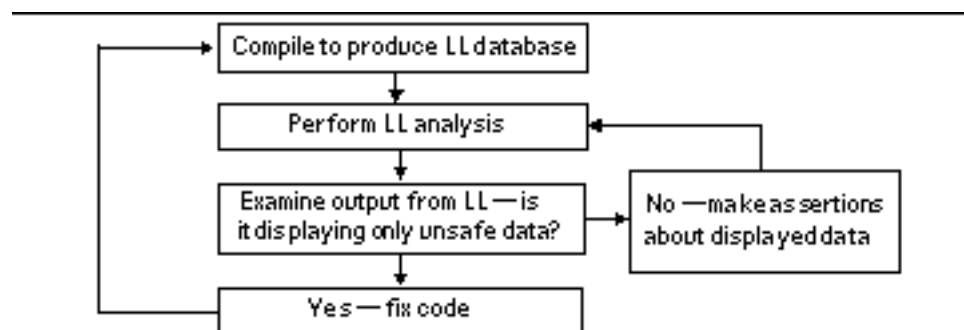 Compile to produce LL database
Perform LL analysis
Examine output from LL — is
it displaying only unsafe data?
No — make assertions
about displayed data
Yes — fix code